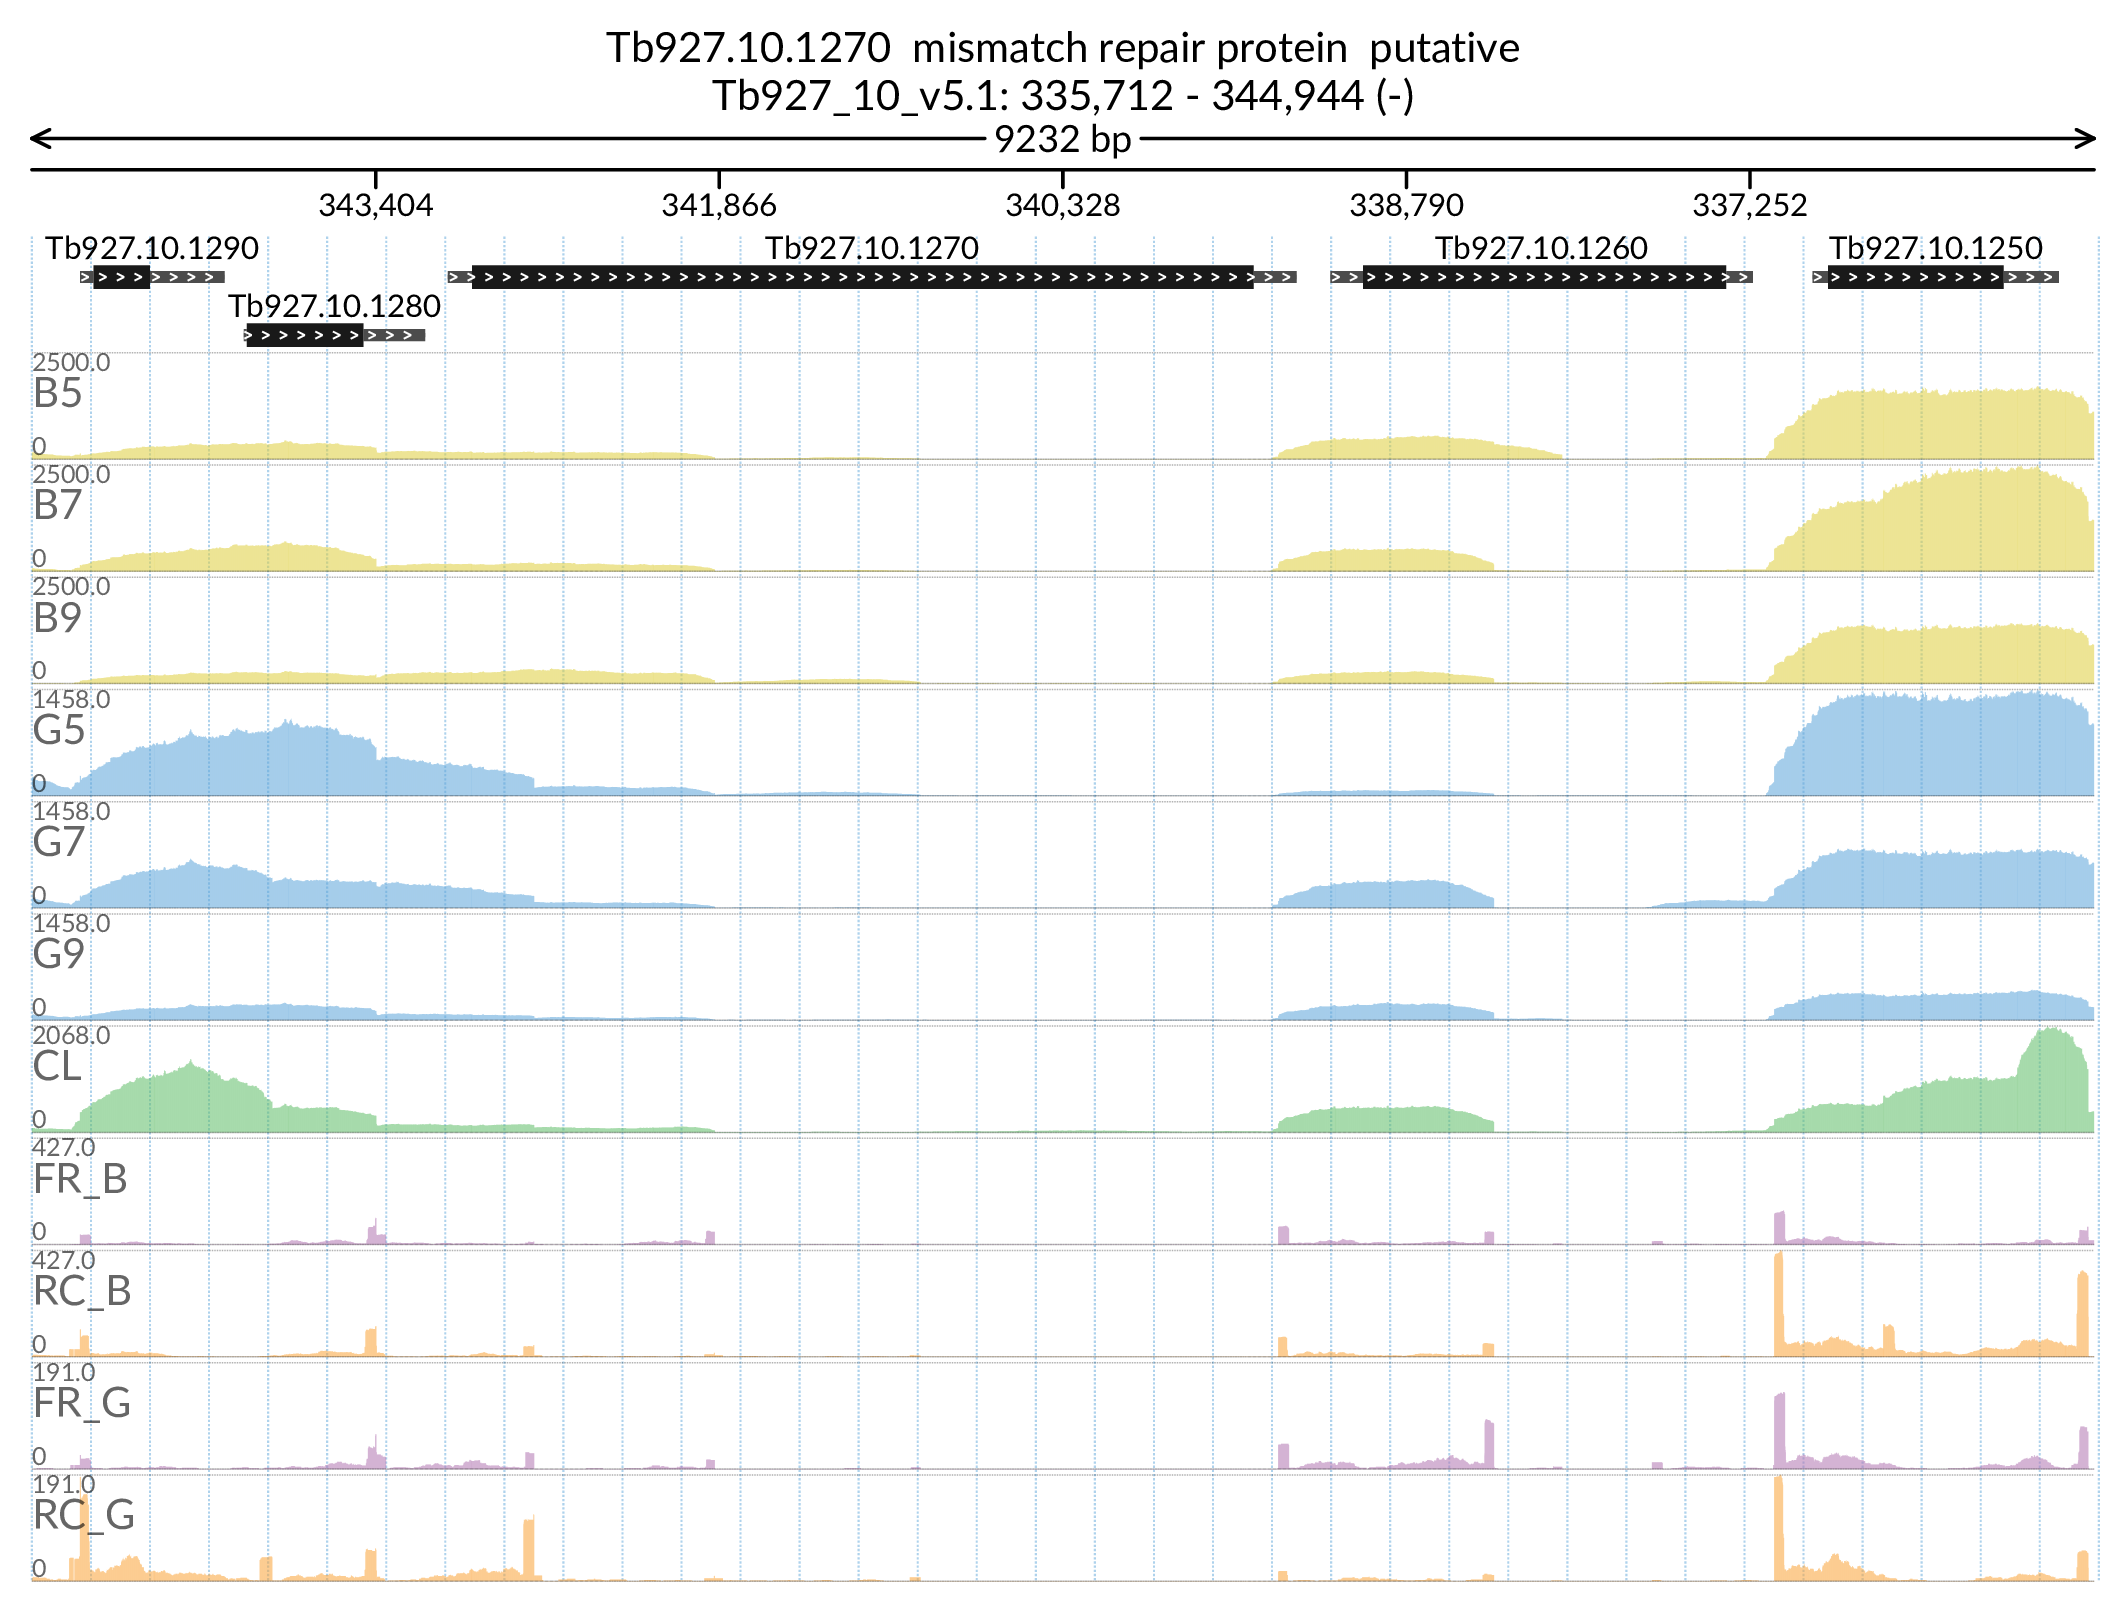 Tb927.10.1270  mismatch repair protein  putative
Tb927_10_v5.1: 335,712 - 344,944 (-)
9232 bp
343,404 341,866 340,328 338,790 337,252
Tb927.10.1290 Tb927.10.1270 Tb927.10.1260 Tb927.10.1250
Tb927.10.1280
2500.0
B5
0
2500.0
B7
0
2500.0
B9
0
1458.0
G5
0
1458.0
G7
0
1458.0
G9
0
2068.0
CL
0
427.0
FR_B
0
427.0
RC_B
0
191.0
FR_G
0
191.0
RC_G
0